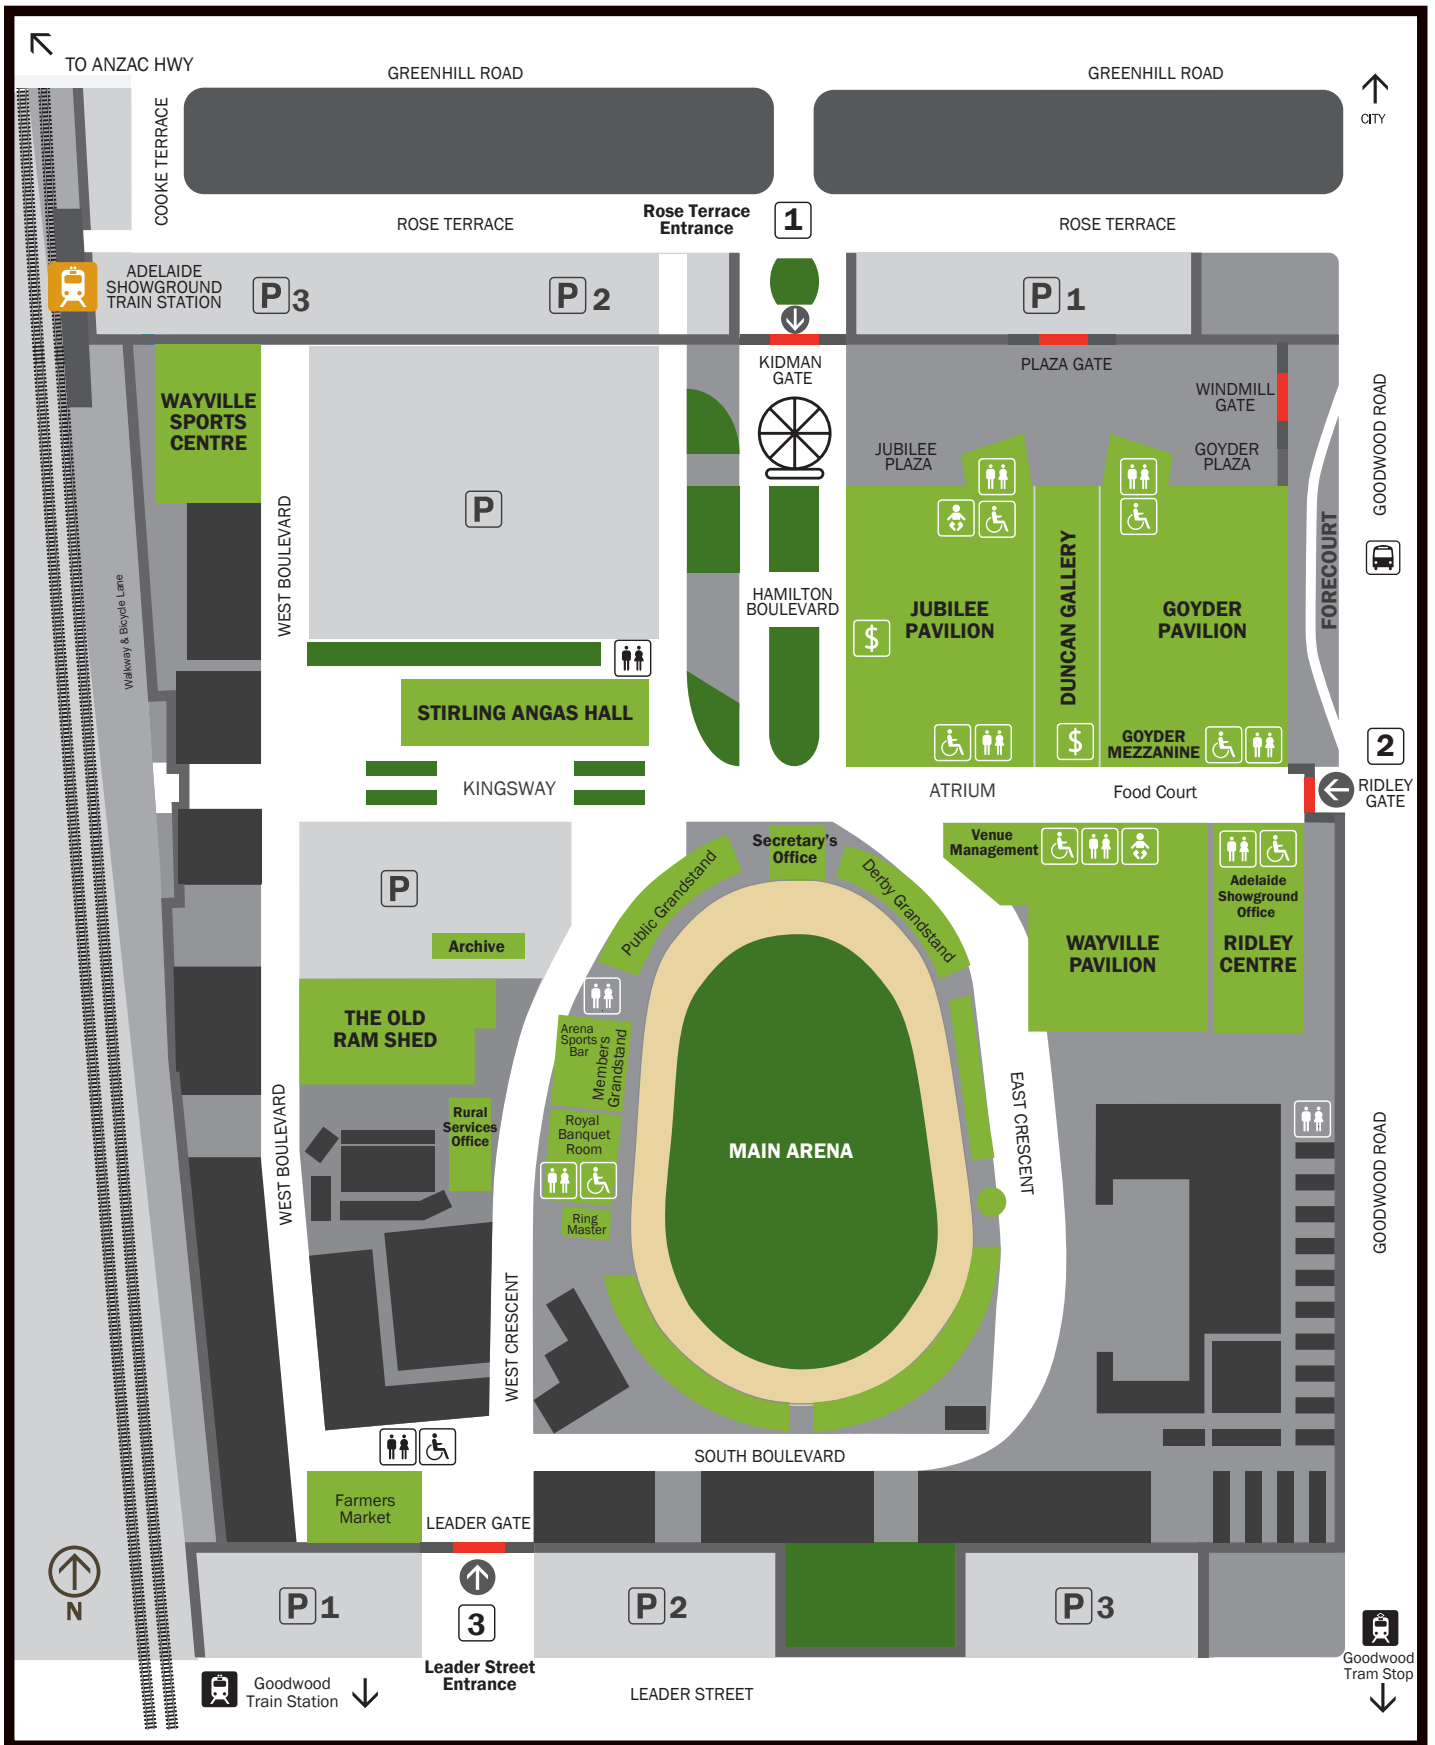 TO ANZAC HWY
GREENHILL ROAD
GREENHILL ROAD
CITY
COOKE TERRACE
ROSE TERRACE
Rose Terrace
Entrance
1
ROSE TERRACE
ADELAIDE
SHOWGROUND
TRAIN STATION
P 3
P 2
P 1
KIDMAN
GATE
PLAZA GATE
WINDMILL
GATE
WAYVILLE
SPORTS
CENTRE
JUBILEE
PLAZA
GOYDER
PLAZA
GOODWOOD ROAD
WEST BOULEVARD
P
FORECOURT
Walkway & Bicycle Lane
HAMILTON
BOULEVARD
JUBILEE
PAVILION
DUNCAN GALLERY
GOYDER
PAVILION
$
STIRLING ANGAS HALL
$
GOYDER
MEZZANINE
2
RIDLEY
GATE
KINGSWAY
ATRIUM
Food Court
P
Public Grandstand
Secretary's
Office
Derby Grandstand
Venue
Management
Adelaide
Showground
Office
Archive
WAYVILLE
PAVILION
RIDLEY
CENTRE
THE OLD
RAM SHED
Arena
Sports
Bar
Members
Grandstand
WEST BOULEVARD
Rural
Services
Office
Royal
Banquet
Room
MAIN ARENA
EAST CRESCENT
GOODWOOD ROAD
Ring
Master
WEST CRESCENT
SOUTH BOULEVARD
Farmers
Market
LEADER GATE
N
P 1
3
P 2
P 3
Leader Street
Entrance
Goodwood
Train Station
LEADER STREET
Goodwood
Tram Stop